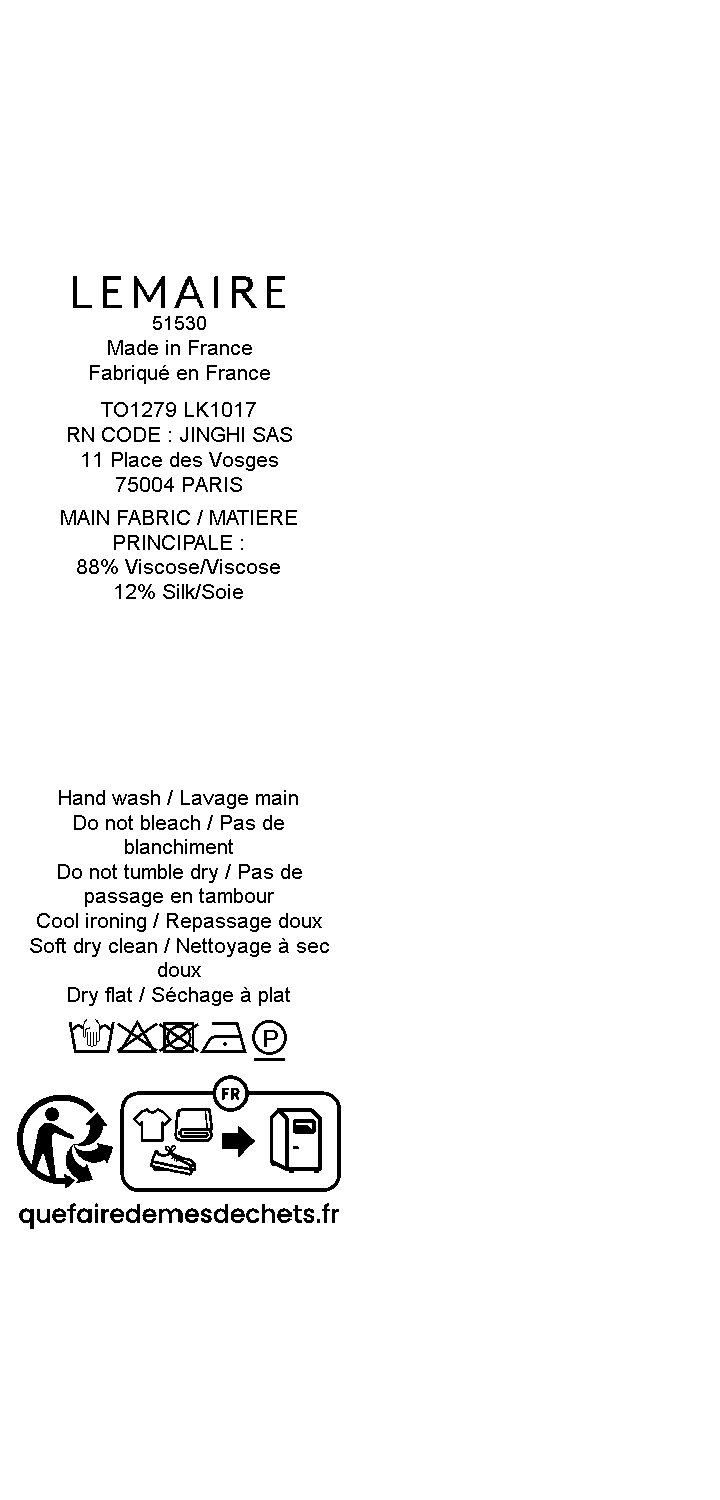 LEMAIRE
51530
Made in France
Fabriqué en France
TO1279 LK1017
RN CODE : JINGHI SAS
11 Place des Vosges
75004 PARIS
MAIN FABRIC / MATIERE
PRINCIPALE :
88% Viscose/Viscose
12% Silk/Soie
Hand wash / Lavage main
Do not bleach / Pas de
blanchiment
Do not tumble dry / Pas de
passage en tambour
Cool ironing / Repassage doux
Soft dry clean / Nettoyage à sec
doux
Dry flat / Séchage à plat
P
FR
quefairedemesdechets.fr